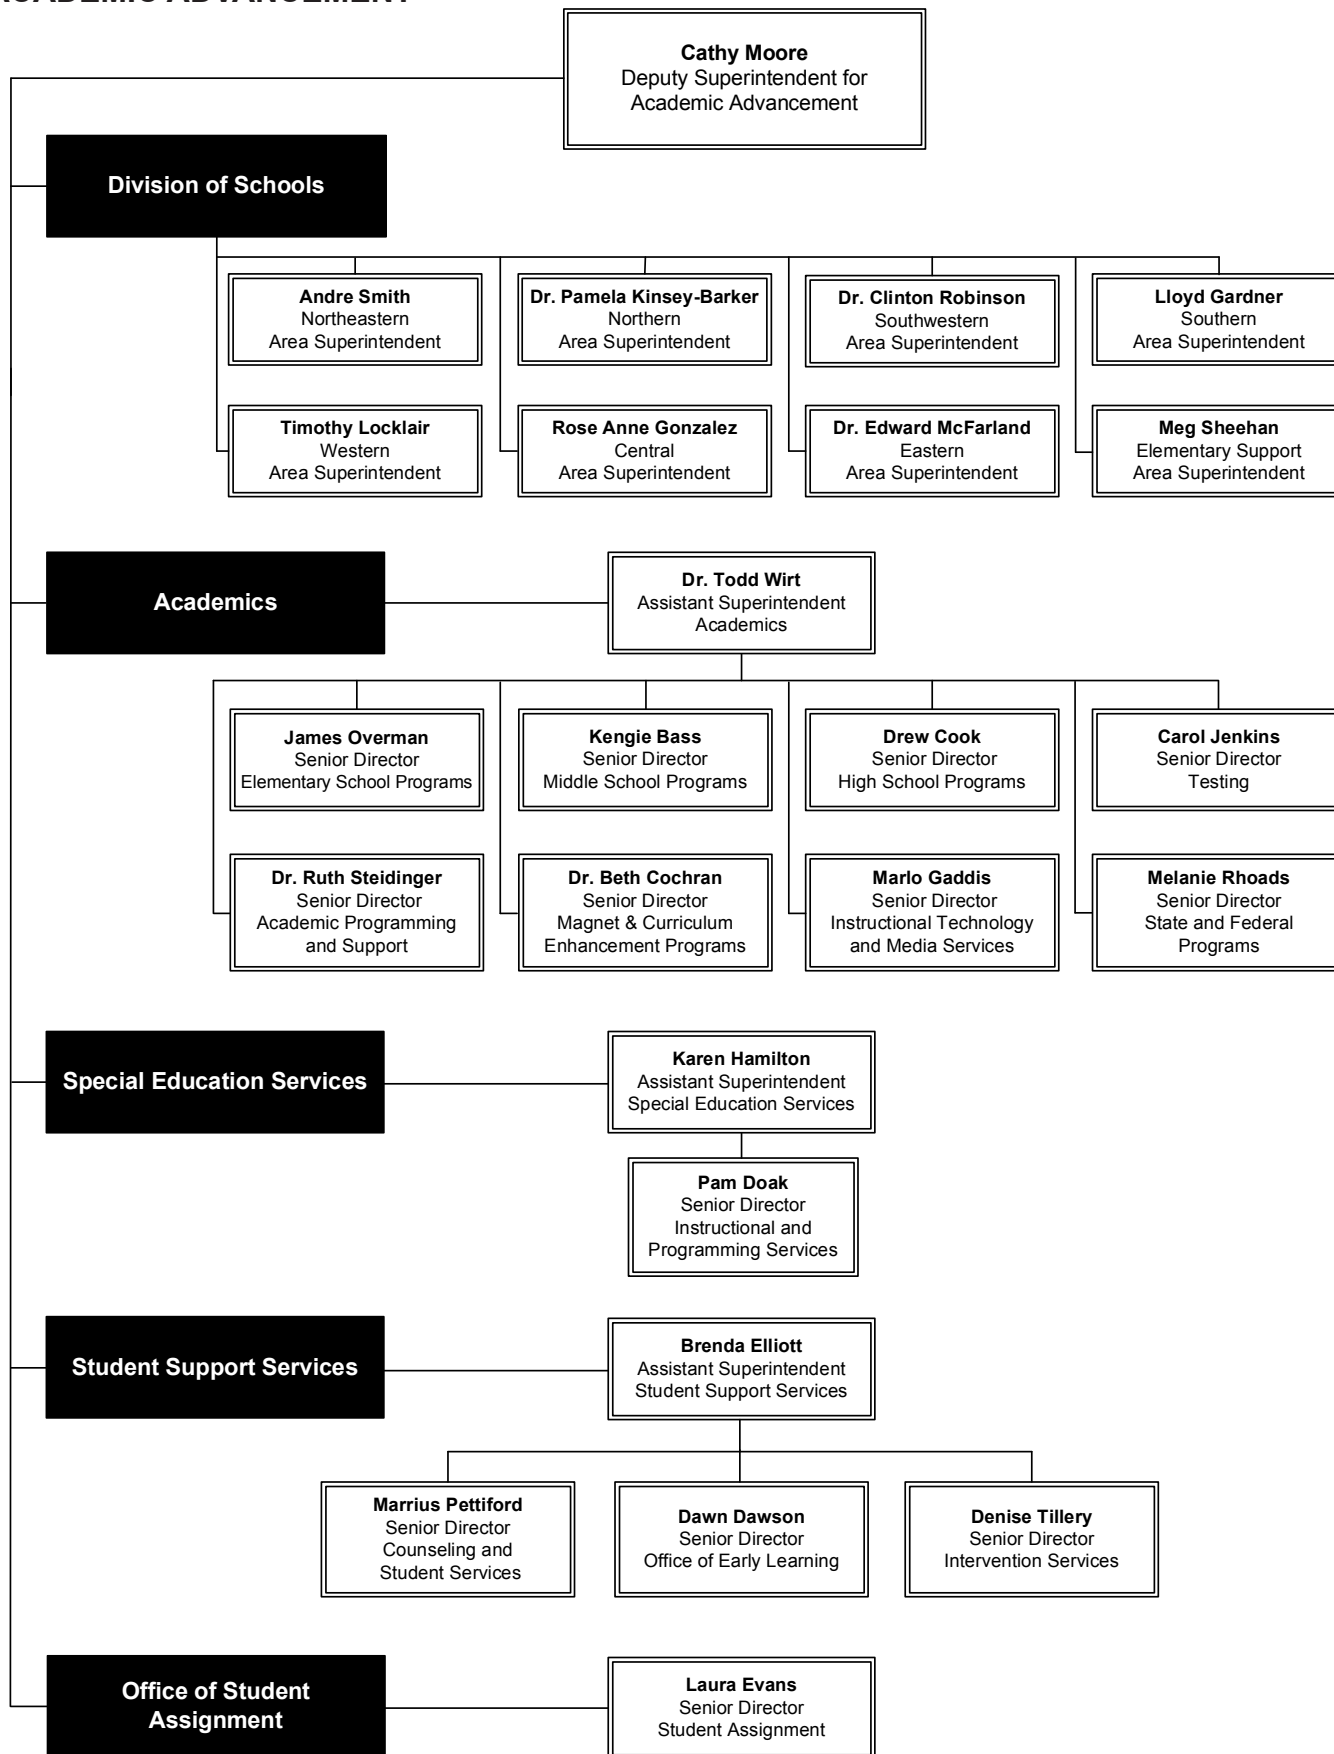 ACADEMIC ADVANCEMENT
Cathy Moore
Deputy Superintendent for
Academic Advancement
Division of Schools
Andre Smith
Northeastern
Area Superintendent
Dr. Pamela Kinsey-Barker
Northern
Area Superintendent
Dr. Clinton Robinson
Southwestern
Area Superintendent
Lloyd Gardner
Southern
Area Superintendent
Timothy Locklair
Western
Area Superintendent
Rose Anne Gonzalez
Central
Area Superintendent
Dr. Edward McFarland
Eastern
Area Superintendent
Meg Sheehan
Elementary Support
Area Superintendent
Academics
Dr. Todd Wirt
Assistant Superintendent
Academics
James Overman
Senior Director
Elementary School Programs
Kengie Bass
Senior Director
Middle School Programs
Drew Cook
Senior Director
High School Programs
Carol Jenkins
Senior Director
Testing
Dr. Ruth Steidinger
Senior Director
Academic Programming
and Support
Dr. Beth Cochran
Senior Director
Magnet & Curriculum
Enhancement Programs
Marlo Gaddis
Senior Director
Instructional Technology
and Media Services
Melanie Rhoads
Senior Director
State and Federal
Programs
Special Education Services
Karen Hamilton
Assistant Superintendent
Special Education Services
Pam Doak
Senior Director
Instructional and
Programming Services
Student Support Services
Brenda Elliott
Assistant Superintendent
Student Support Services
Marrius Pettiford
Senior Director
Counseling and
Student Services
Dawn Dawson
Senior Director
Office of Early Learning
Denise Tillery
Senior Director
Intervention Services
Office of Student
Assignment
Laura Evans
Senior Director
Student Assignment